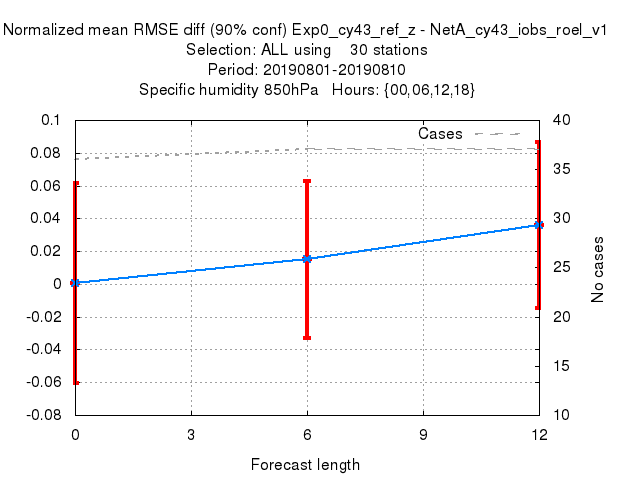 Normalized mean RMSE diff (90% conf) Exp0_cy43_ref_z - NetA_cy43_iobs_roel_v1
Selection: ALL using 30 stations
Period: 20190801-20190810
Specific humidity 850hPa Hours: {00,06,12,18}
0.1
0.08
0.06
0.04
0.02
0
-0.02
-0.04
-0.06
-0.08
Cases
40
35
30
25
20
15
10
No cases
0 3 6 9 12
Forecast length